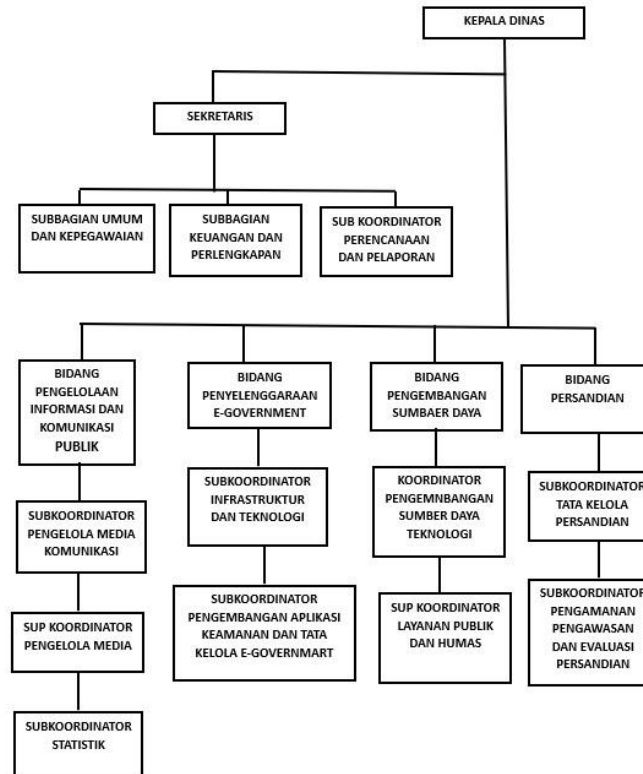 KEPALA DINAS
SEKRETARIS
SUBBAGIAN UMUM
DAN KEPEGAWAIAN
SUBBAGIAN
KEUANGAN DAN
PERLENGKAPAN
SUB KOORDINATOR
PERENCANAAN
DAN PELAPORAN
BIDANG
PENGELOLAAN
INFORMASI DAN
KOMUNIKASI
PUBLIK
BIDANG
PENYELENGGARAAN
E-GOVERNMENT
BIDANG
PENGEMBANGAN
SUMBAER DAYA
BIDANG
PERSANDIAN
SUBKOORDINATOR
PENGELOLA MEDIA
KOMUNIKASI
SUBKOORDINATOR
INFRASTRUKTUR
DAN TEKNOLOGI
KOORDINATOR
PENGEMNBANGAN
SUMBER DAYA
TEKNOLOGI
SUBKOORDINATOR
TATA KELOLA
PERSANDIAN
SUP KOORDINATOR
PENGELOLA MEDIA
SUBKOORDINATOR
PENGEMBANGAN APLIKASI
KEAMANAN DAN TATA
KELOLA E-GOVERNMART
SUP KOORDINATOR
LAYANAN PUBLIK
DAN HUMAS
SUBKOORDINATOR
PENGAMANAN
PENGAWASAN
DAN EVALUASI
PERSANDIAN
SUBKOORDINATOR
STATISTIK